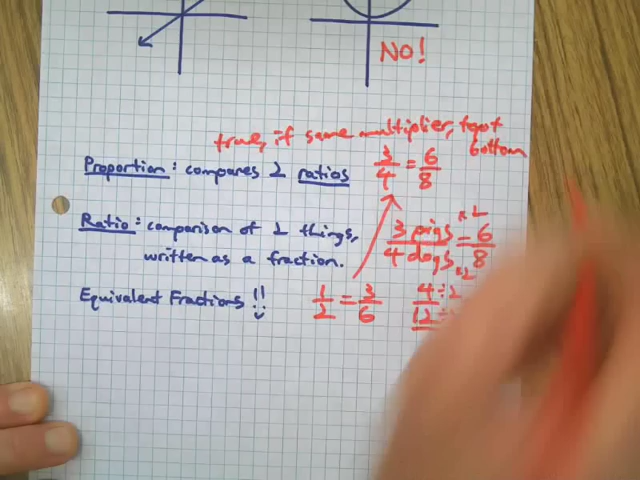 NO!
true, if same multiplier, top & bottom
Proportion: compares 2 ratios 3/4 = 6/8
Ratio: comparison of 2 things, 3 pigs/4 dogs = 6/8 x2 x2
written as a fraction.
Equivalent Fractions!! 1/2 = 3/6 4÷2/12÷